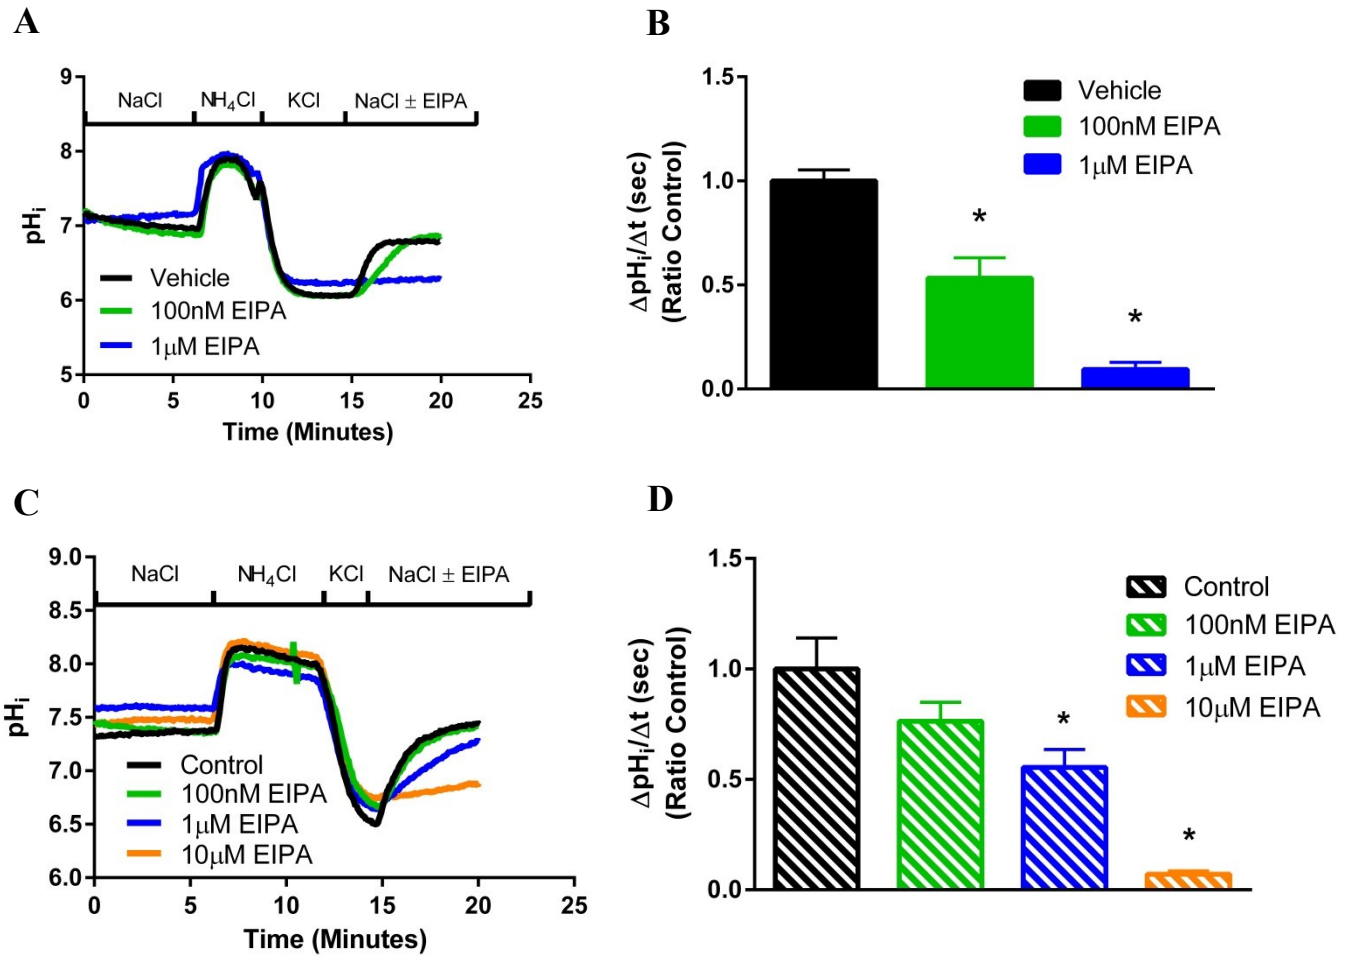 A
9
8
7
6
5
pHi
NaCl
NH4Cl
KCl
NaCl ± EIPA
Vehicle
100nM EIPA
1μM EIPA
0 5 10 15 20 25
Time (Minutes)
B
1.5
1.0
0.5
0.0
ΔpHi/Δt (sec)
(Ratio Control)
Vehicle
100nM EIPA
1μM EIPA
*
*
C
9.0
8.5
8.0
7.5
7.0
6.5
6.0
pHi
NaCl
NH4Cl
KCl
NaCl ± EIPA
Control
100nM EIPA
1μM EIPA
10μM EIPA
0 5 10 15 20 25
Time (Minutes)
D
1.5
1.0
0.5
0.0
ΔpHi/Δt (sec)
(Ratio Control)
Control
100nM EIPA
1μM EIPA
10μM EIPA
*
*